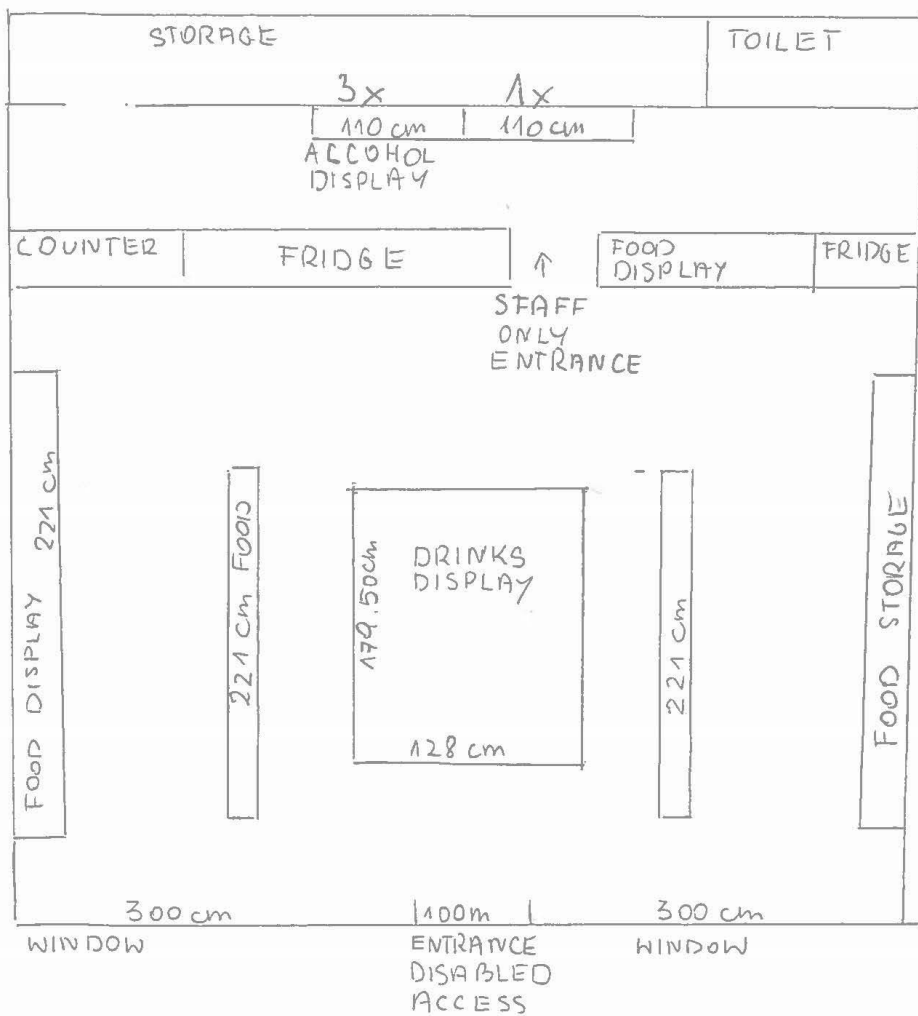 STORAGE
TOILET
3x 1x
110 cm 110 cm
ALCOHOL
DISPLAY
COUNTER
FRIDGE
FOOD
DISPLAY
FRIDGE
↑
STAFF
ONLY
ENTRANCE
FOOD DISPLAY 221 cm
221 cm FOOD
179.50cm
DRINKS
DISPLAY
128 cm
221 cm
FOOD STORAGE
300 cm
100m
300 cm
WINDOW
ENTRANCE
DISABLED
ACCESS
WINDOW